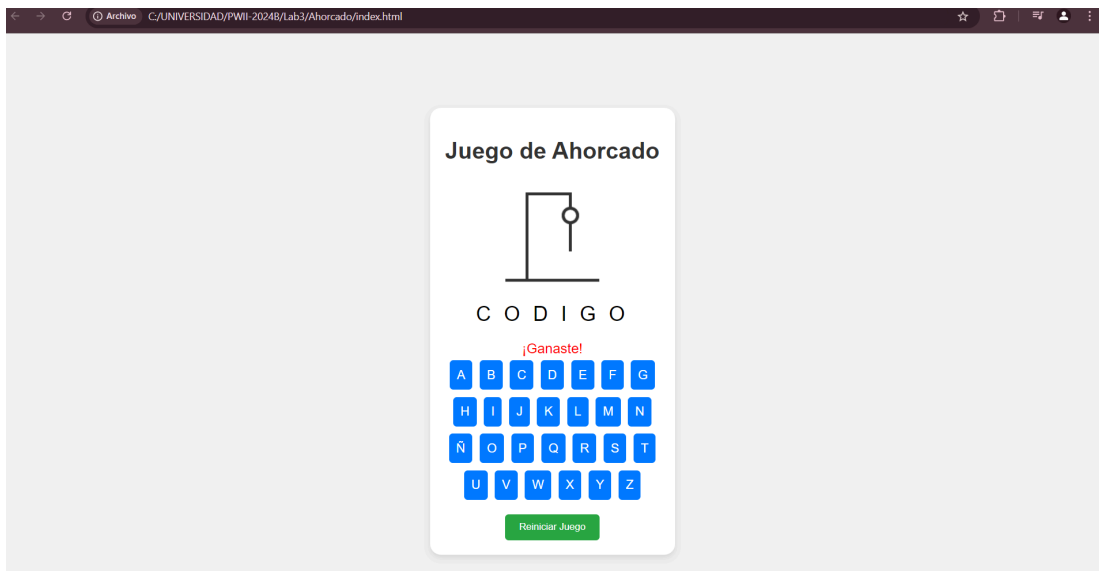 Archivo C:/UNIVERSIDAD/PWII-2024B/Lab3/Ahorcado/index.html
Juego de Ahorcado
C O D I G O
¡Ganaste!
A B C D E F G
H I J K L M N
Ñ O P Q R S T
U V W X Y Z
Reiniciar Juego